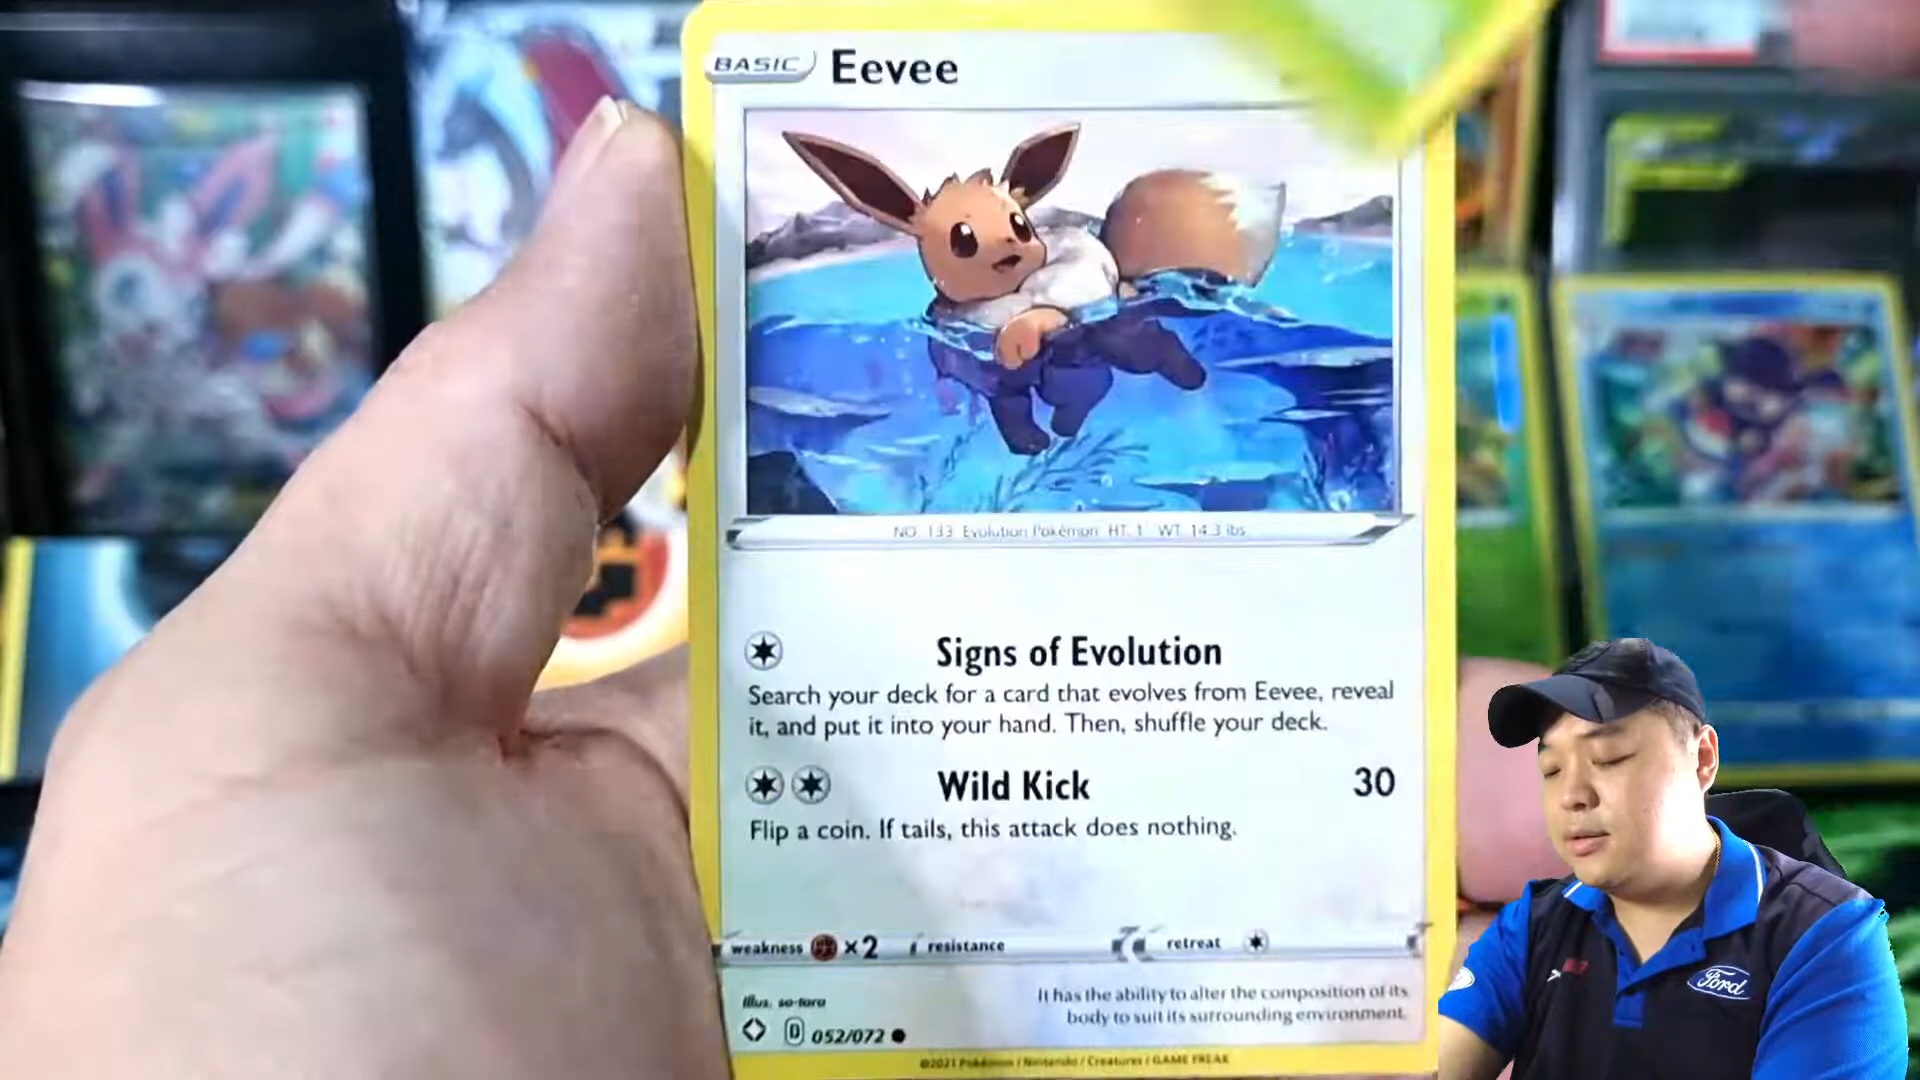 BASIC Eevee
NO. 133 Evolution Pokémon HT. 1 WT. 14.3 lbs
Signs of Evolution
Search your deck for a card that evolves from Eevee, reveal
it, and put it into your hand. Then, shuffle your deck.
Wild Kick 30
Flip a coin. If tails, this attack does nothing.
weakness ×2 resistance retreat
Illus. so-taro
It has the ability to alter the composition of its
body to suit its surrounding environment.
D 052/072
©2021 Pokémon / Nintendo / Creatures / GAME FREAK
Ford